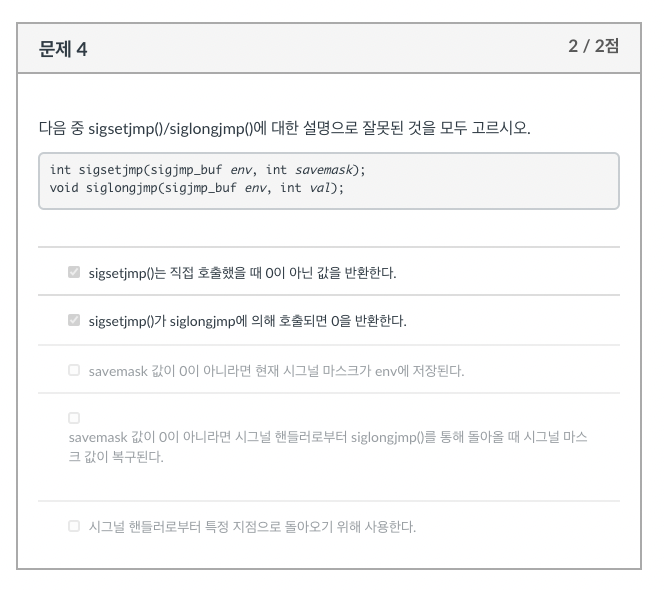 문제 4
2 / 2점
다음 중 sigsetjmp()/siglongjmp()에 대한 설명으로 잘못된 것을 모두 고르시오.
int sigsetjmp(sigjmp_buf env, int savemask);
void siglongjmp(sigjmp_buf env, int val);
sigsetjmp()는 직접 호출했을 때 0이 아닌 값을 반환한다.
sigsetjmp()가 siglongjmp에 의해 호출되면 0을 반환한다.
savemask 값이 0이 아니라면 현재 시그널 마스크가 env에 저장된다.
savemask 값이 0이 아니라면 시그널 핸들러로부터 siglongjmp()를 통해 돌아올 때 시그널 마스
크 값이 복구된다.
시그널 핸들러로부터 특정 지점으로 돌아오기 위해 사용한다.